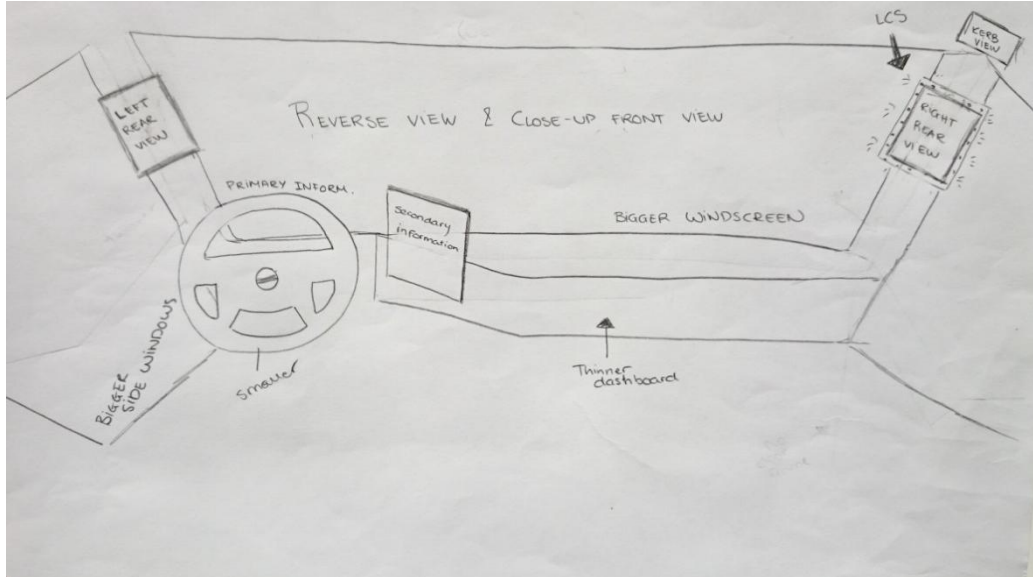 LCS
KERB
VIEW
LEFT
REAR
VIEW
REVERSE VIEW & CLOSE-UP FRONT VIEW
RIGHT
REAR
VIEW
PRIMARY INFORM.
Secondary
information
BIGGER WINDSCREEN
BIGGER
SIDE WINDOWS
smaller
Thinner
dashboard